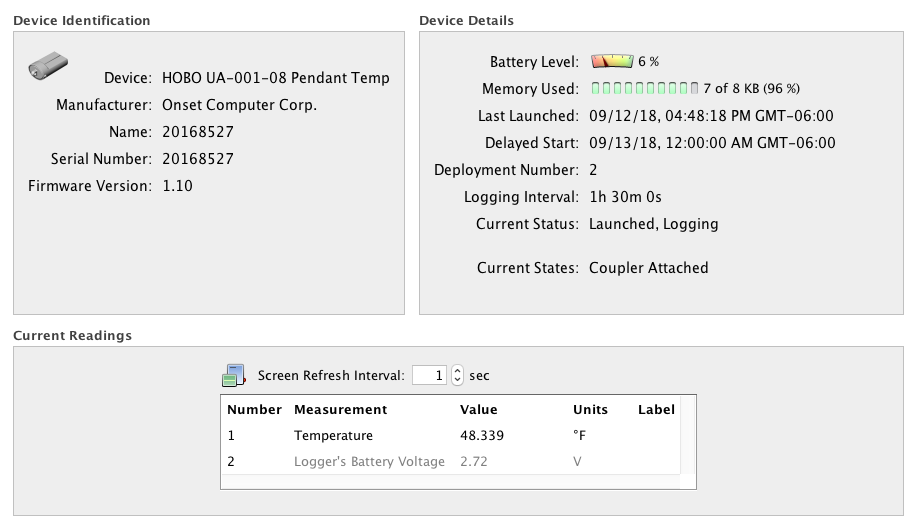 Device Identification
Device: HOBO UA-001-08 Pendant Temp
Manufacturer: Onset Computer Corp.
Name: 20168527
Serial Number: 20168527
Firmware Version: 1.10
Device Details
Battery Level: 6 %
Memory Used: 7 of 8 KB (96 %)
Last Launched: 09/12/18, 04:48:18 PM GMT-06:00
Delayed Start: 09/13/18, 12:00:00 AM GMT-06:00
Deployment Number: 2
Logging Interval: 1h 30m 0s
Current Status: Launched, Logging
Current States: Coupler Attached
Current Readings
Screen Refresh Interval: 1 sec
Number Measurement Value Units Label
1 Temperature 48.339 °F
2 Logger's Battery Voltage 2.72 V